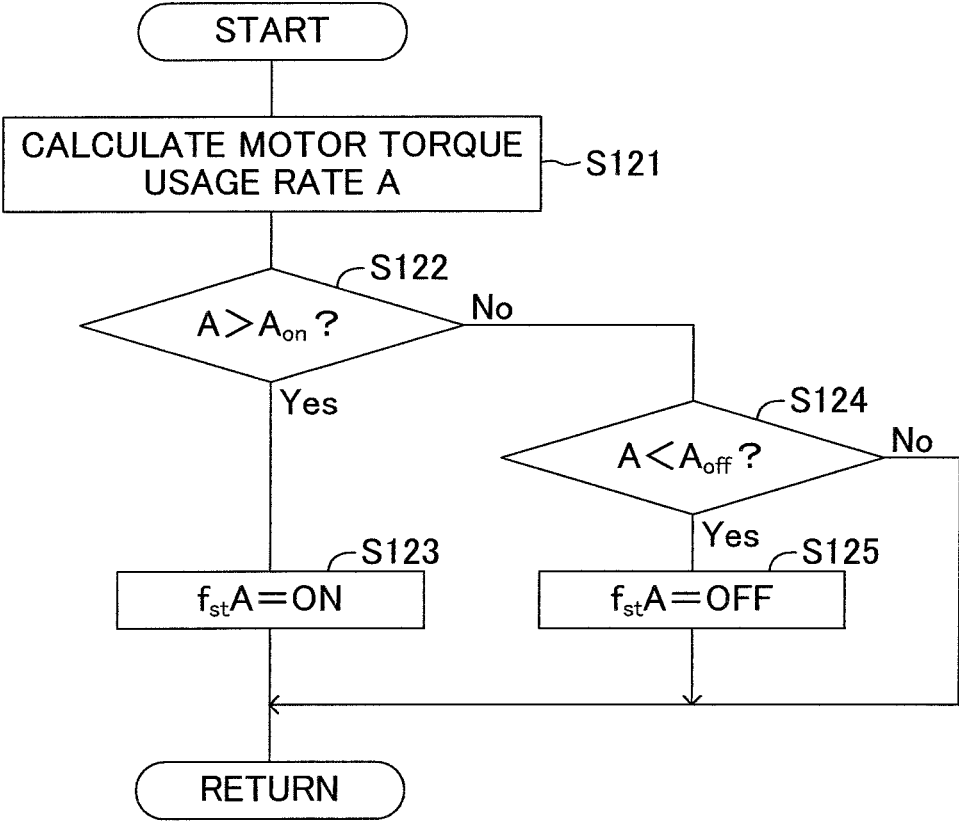 START
CALCULATE MOTOR TORQUE
USAGE RATE A
S121
S122
A>Aon?
No
Yes
S124
A<Aoff?
No
Yes
S123
fstA=ON
S125
fstA=OFF
RETURN